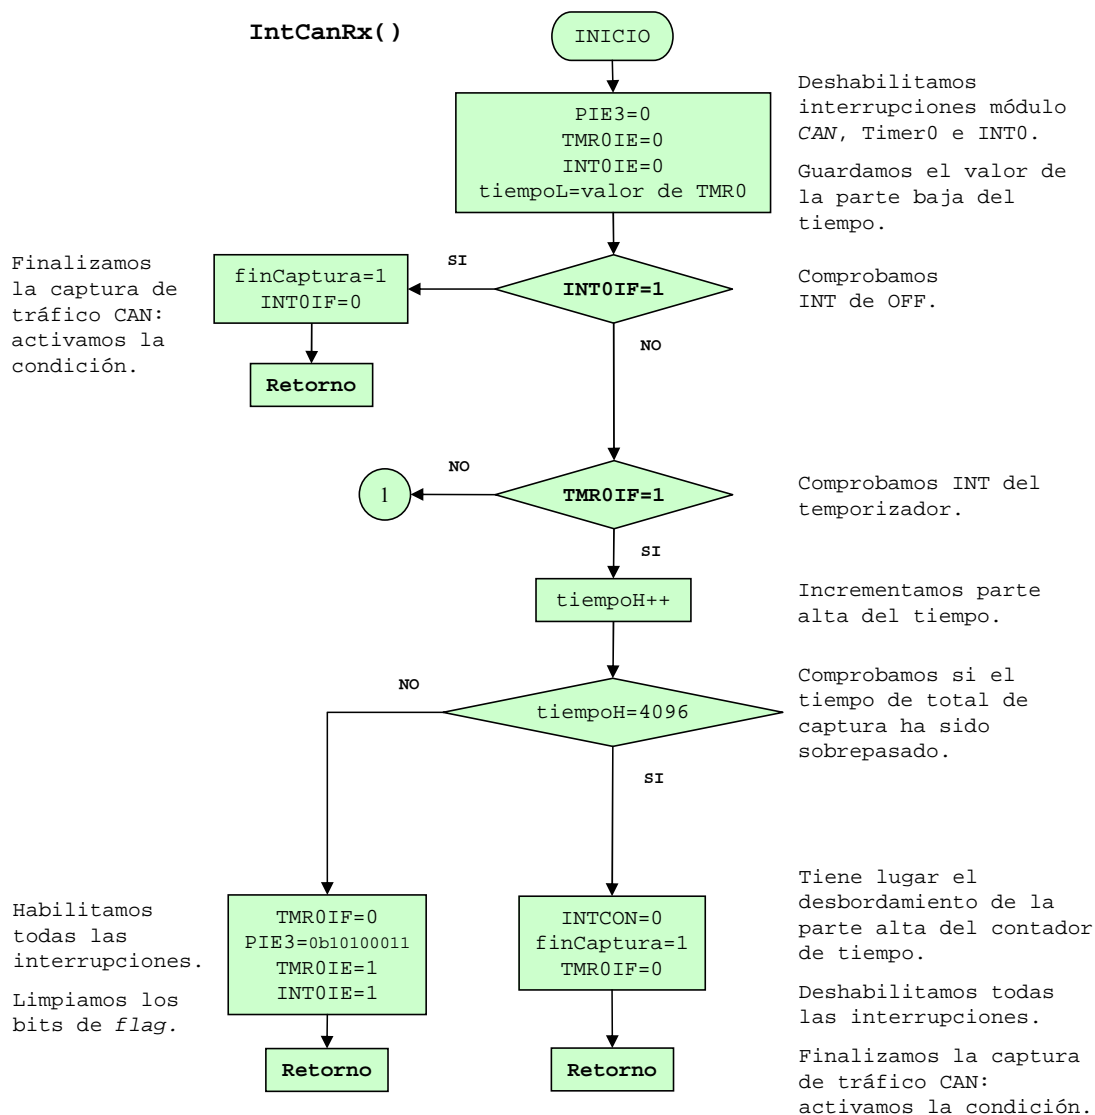 IntCanRx()
INICIO
PIE3=0
TMR0IE=0
INT0IE=0
tiempoL=valor de TMR0
Deshabilitamos
interrupciones módulo
CAN, Timer0 e INT0.
Guardamos el valor de
la parte baja del
tiempo.
Finalizamos
la captura de
tráfico CAN:
activamos la
condición.
finCaptura=1
INT0IF=0
SI
INT0IF=1
Comprobamos
INT de OFF.
NO
Retorno
1
NO
TMR0IF=1
Comprobamos INT del
temporizador.
SI
tiempoH++
Incrementamos parte
alta del tiempo.
NO
tiempoH=4096
Comprobamos si el
tiempo de total de
captura ha sido
sobrepasado.
SI
Habilitamos
todas las
interrupciones.
Limpiamos los
bits de flag.
TMR0IF=0
PIE3=0b10100011
TMR0IE=1
INT0IE=1
Retorno
INTCON=0
finCaptura=1
TMR0IF=0
Retorno
Tiene lugar el
desbordamiento de la
parte alta del contador
de tiempo.
Deshabilitamos todas
las interrupciones.
Finalizamos la captura
de tráfico CAN:
activamos la condición.